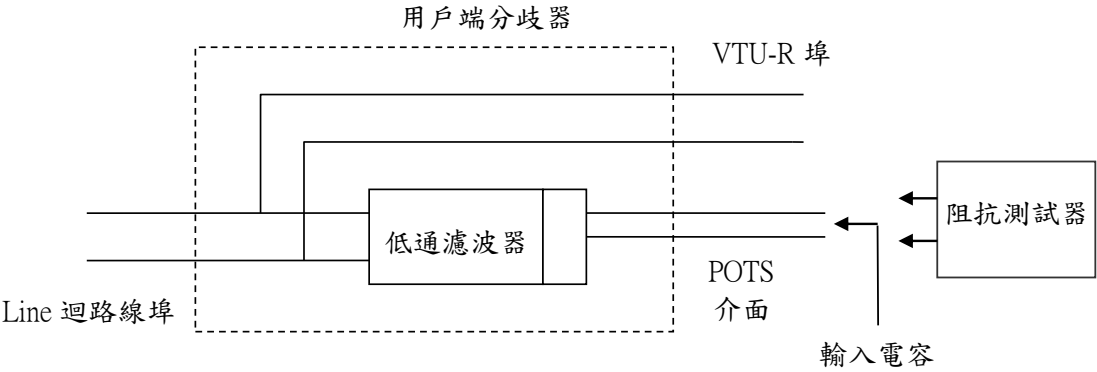 用戶端分歧器
VTU-R 埠
低通濾波器
阻抗測試器
POTS
介面
Line 迴路線埠
輸入電容